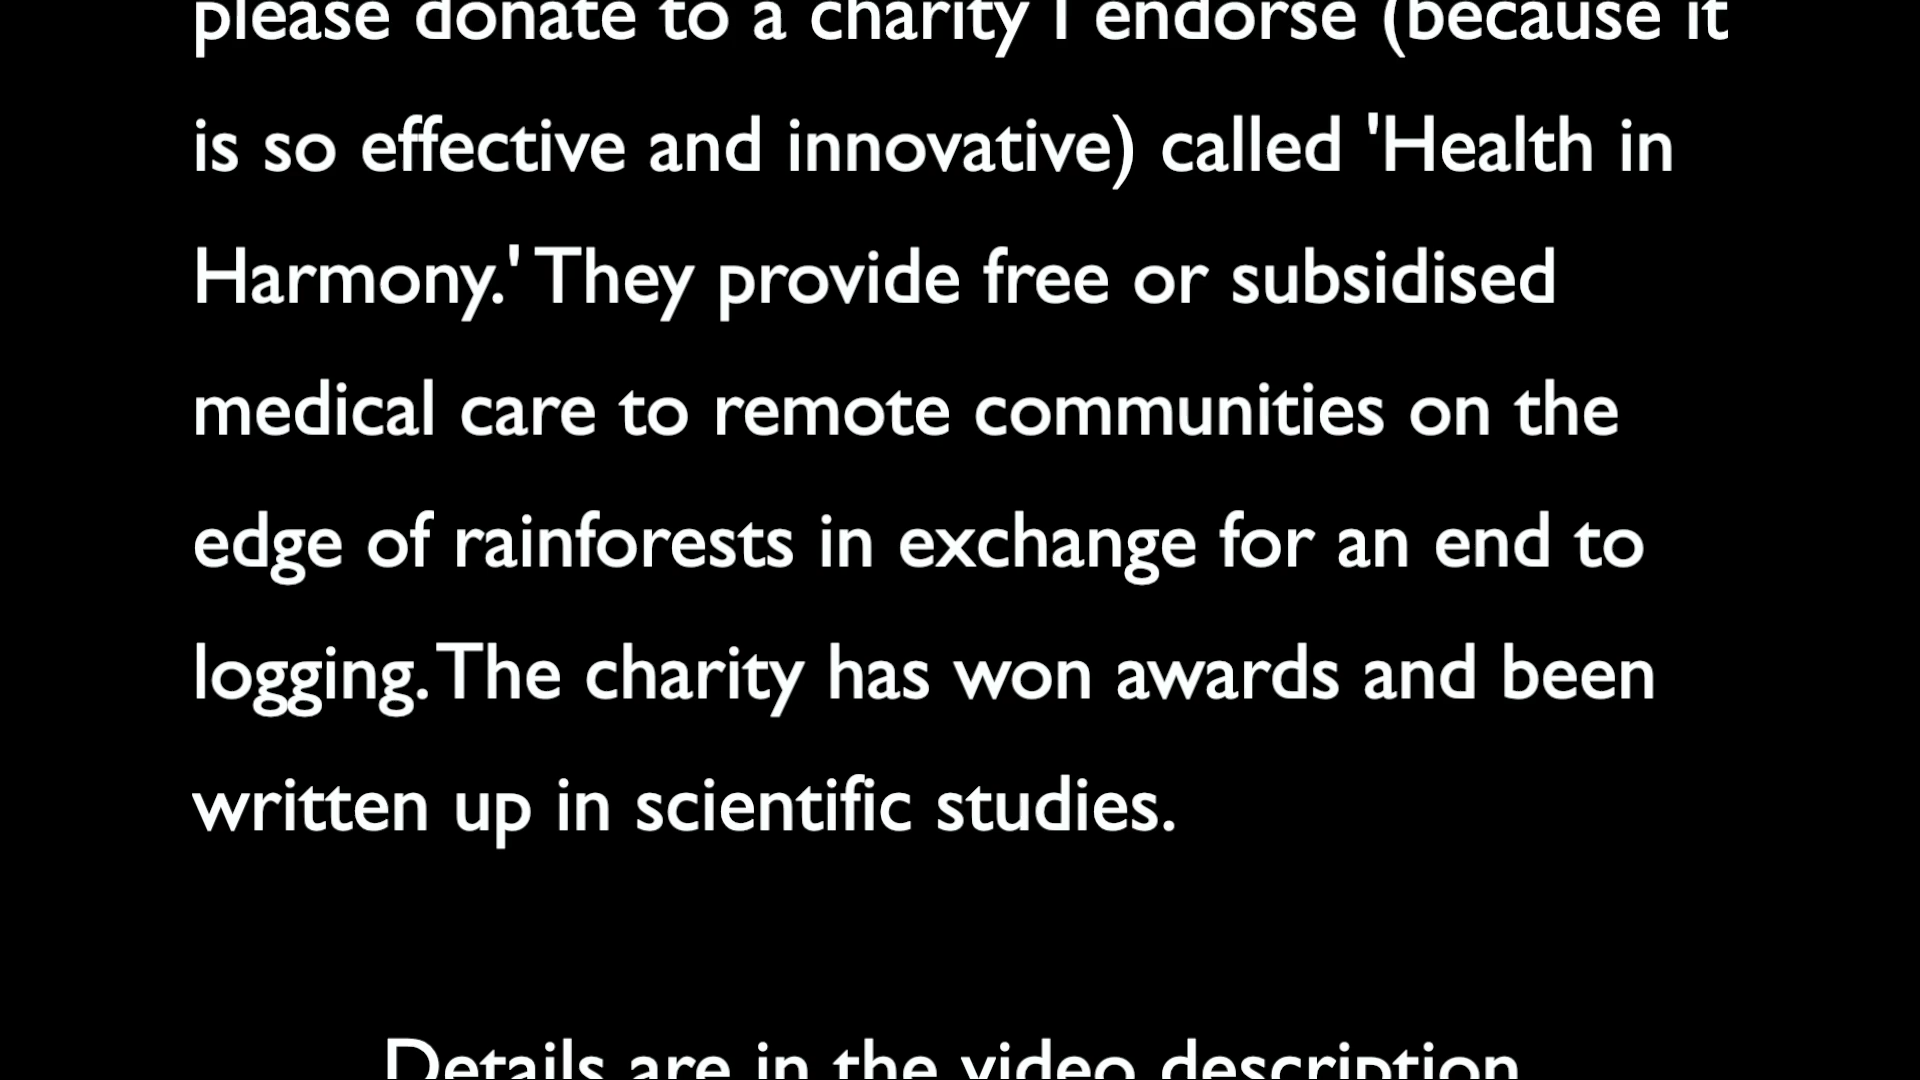 please donate to a charity I endorse (because it
is so effective and innovative) called 'Health in
Harmony.' They provide free or subsidised
medical care to remote communities on the
edge of rainforests in exchange for an end to
logging. The charity has won awards and been
written up in scientific studies.
Details are in the video description